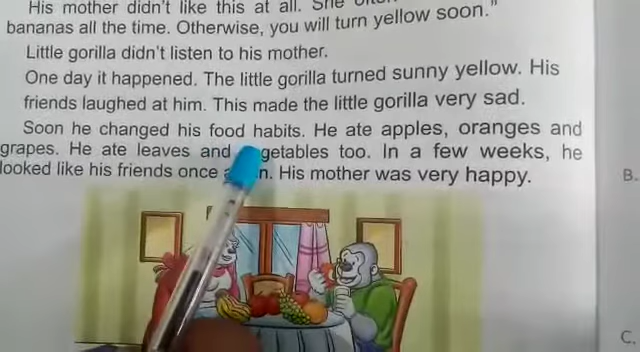 His mother didn't like this at all. She
bananas all the time. Otherwise, you will turn yellow soon."
Little gorilla didn't listen to his mother.
One day it happened. The little gorilla turned sunny yellow. His
friends laughed at him. This made the little gorilla very sad.
Soon he changed his food habits. He ate apples, oranges and
grapes. He ate leaves and getables too. In a few weeks, he
looked like his friends once n. His mother was very happy.
B.
C.